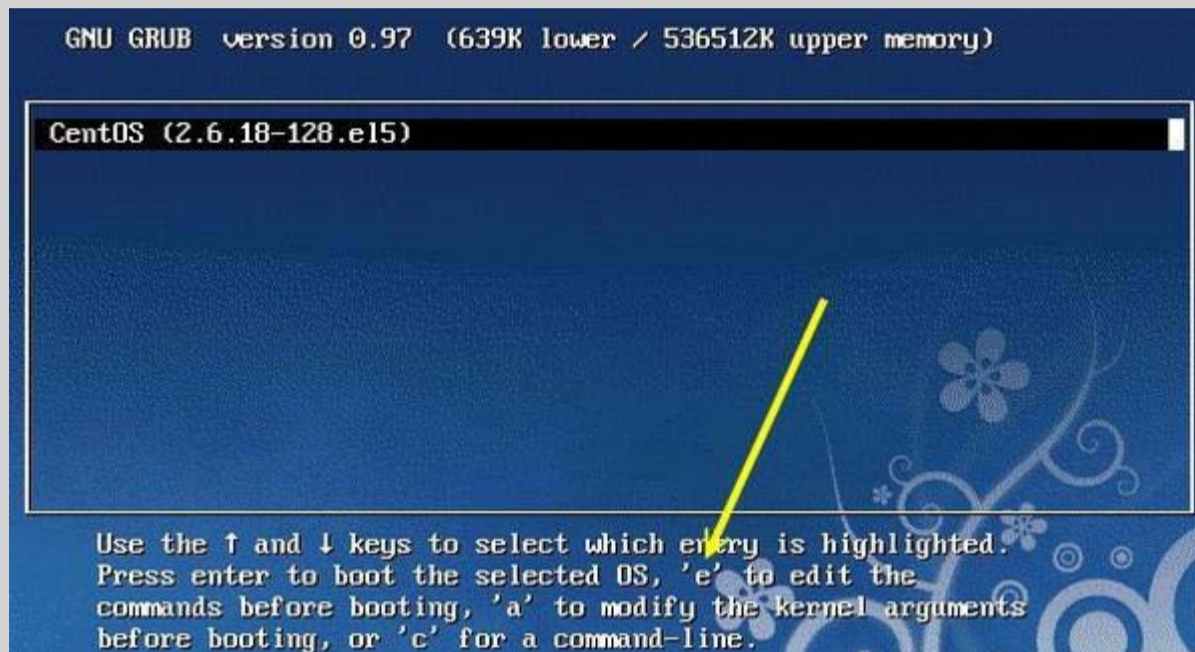 GNU GRUB version 0.97 (639K lower / 536512K upper memory)
CentOS (2.6.18-128.el5)
Use the ↑ and ↓ keys to select which entry is highlighted.
Press enter to boot the selected OS, 'e' to edit the
commands before booting, 'a' to modify the kernel arguments
before booting, or 'c' for a command-line.